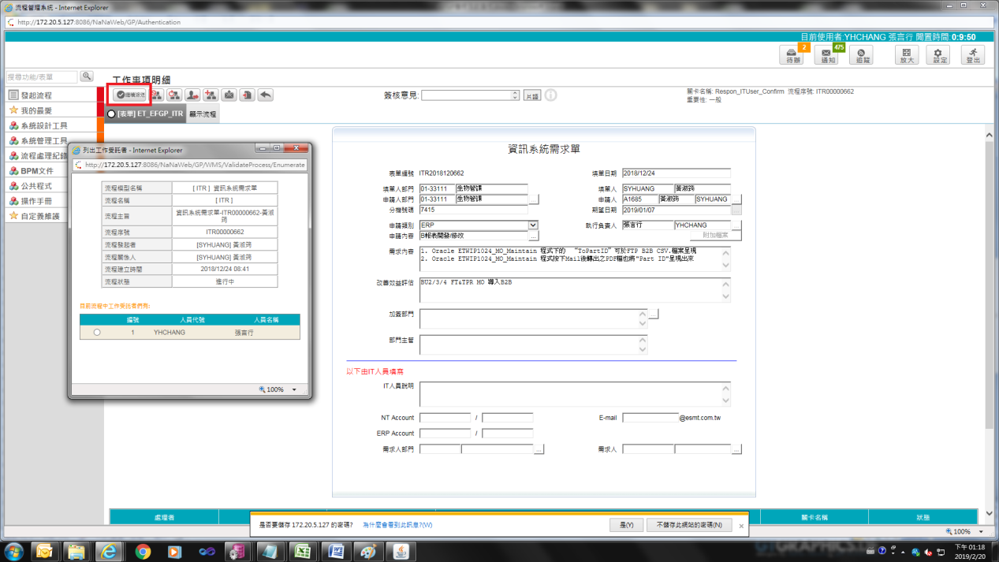 流程管理系統 - Internet Explorer
http://172.20.5.127:8086/NaNaWeb/GP/Authentication
目前使用者:YHCHANG 張言行 閒置時間:0:9:50
2
475
待辦
通知
追蹤
放大
設定
登出
搜尋功能/表單
工作事項明細
發起流程
我的最愛
系統設計工具
系統管理工具
流程處理紀錄
BPM文件
公共程式
操作手冊
自定義維護
繼續派送
簽核意見:
片語
關卡名稱: Respon_ITUser_Confirm 流程序號: ITR00000662
重要性: 一般
[表單] ET_EFGP_ITR
顯示流程
資訊系統需求單
表單編號 ITR2018120662 填單日期 2018/12/24
填單人部門 01-33111 生物管課 填單人 SYHUANG 黃淑筠
申請人部門 01-33111 生物管課 ... 申請人 A1685 黃淑筠 SYHUANG ...
分機號碼 7415 期望日期 2019/01/07
申請類別 ERP 執行負責人 張言行 YHCHANG ...
申請內容 B報表開發/修改 ... 附加檔案
需求內容 1. Oracle ETWIP1024_MO_Maintain 程式下的 “ToPartID”可於FTP B2B CSV.檔案呈現
2. Oracle ETWIP1024_MO_Maintain 程式按下Mail後轉出之PDF檔也將"Part ID"呈現出來
改善效益評估 BU2/3/4 FT&TPR MO 導入B2B
加簽部門 ...
部門主管
以下由IT人員填寫
IT人員說明
NT Account / E-mail @esmt.com.tw
ERP Account /
需求人部門 ... 需求人 ...
處理者 關卡名稱 狀態
列出工作受託者 - Internet Explorer
http://172.20.5.127:8086/NaNaWeb/GP/WMS/ValidateProcess/Enumerate
流程模型名稱 [ ITR ] 資訊系統需求單
流程名稱 [ ITR ]
流程主旨 資訊系統需求單-ITR00000662-黃淑筠
流程序號 ITR00000662
流程發起者 [SYHUANG] 黃淑筠
流程關係人 [SYHUANG] 黃淑筠
流程建立時間 2018/12/24 08:41
流程狀態 進行中
目前流程中工作受託者們有:
編號 人員代號 人員名稱
1 YHCHANG 張言行
100%
是否要儲存 172.20.5.127 的密碼? 為什麼會看到此訊息?(W)
是(Y)
不儲存此網站的密碼(N)
100%
下午 01:18
2019/2/20